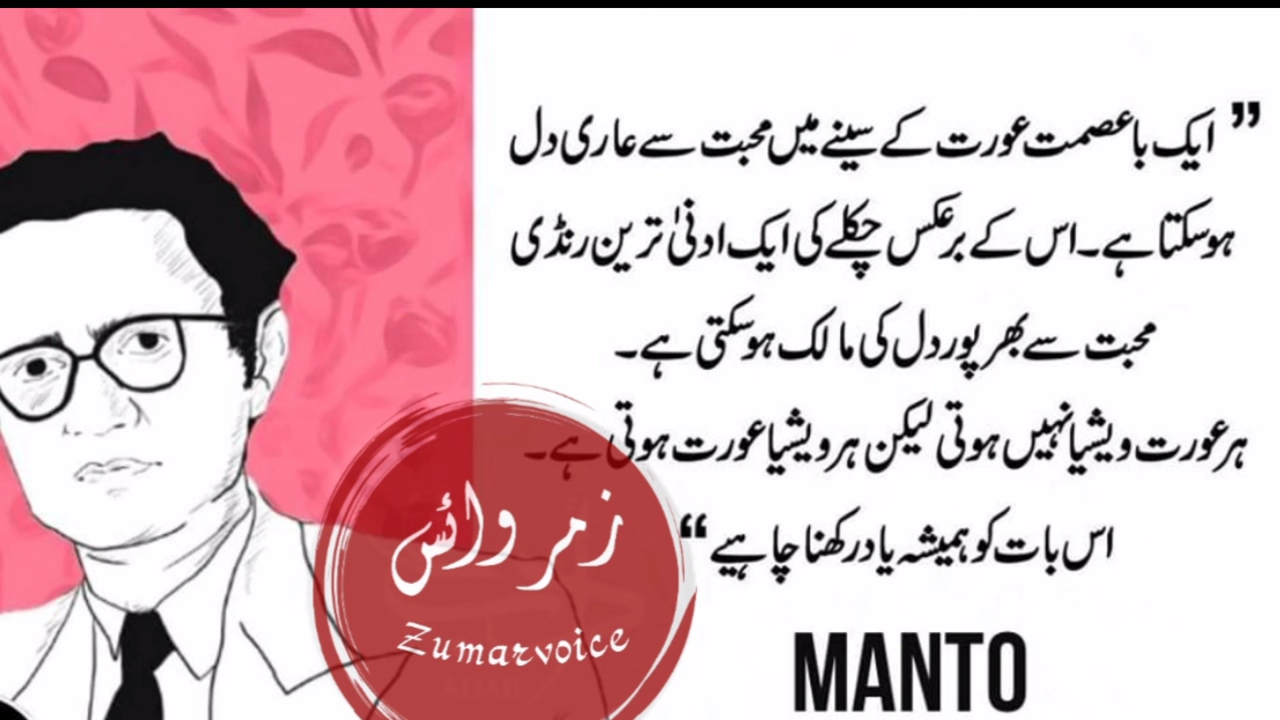 ” ایک باعصمت عورت کے سینے میں محبت سے عاری دل
ہوسکتا ہے۔ اس کے برعکس چکلے کی ایک ادنیٰ ترین رنڈی
محبت سے بھرپور دل کی مالک ہوسکتی ہے۔
ہر عورت ویشیا نہیں ہوتی لیکن ہر ویشیا عورت ہوتی ہے۔
اس بات کو ہمیشہ یاد رکھنا چاہیے “
MANTO
زمر وائس
Zumarvoice